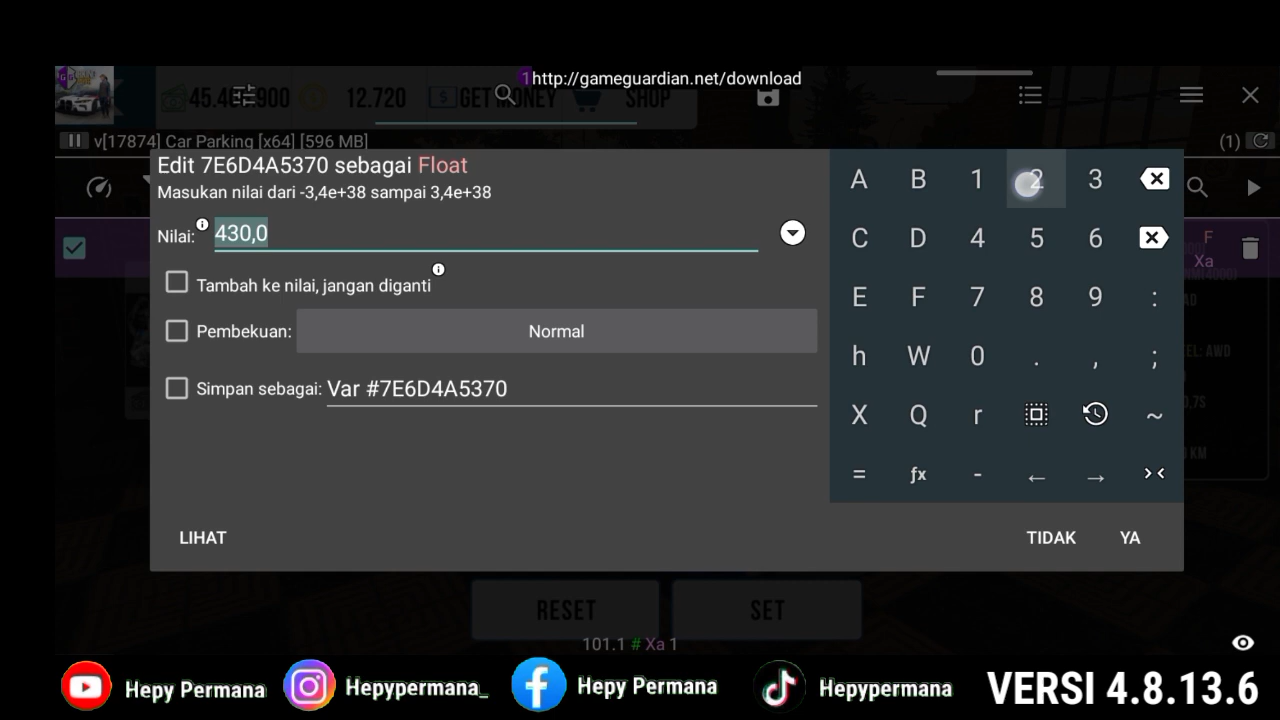 1http://gameguardian.net/download
12.720
SHOP
v[17874] Car Parking [x64] [596 MB]
(1)
Edit 7E6D4A5370 sebagai Float
Masukan nilai dari -3,4e+38 sampai 3,4e+38
Nilai: 430,0
Tambah ke nilai, jangan diganti
Pembekuan: Normal
Simpan sebagai: Var #7E6D4A5370
A B 1 2 3
C D 4 5 6
E F 7 8 9 :
h W 0 . , ;
X Q r ~
= ƒx - ← → ><
F
Xa
LIHAT TIDAK YA
RESET SET
101.1 # Xa 1
Hepy Permana Hepypermana_ Hepy Permana Hepypermana VERSI 4.8.13.6